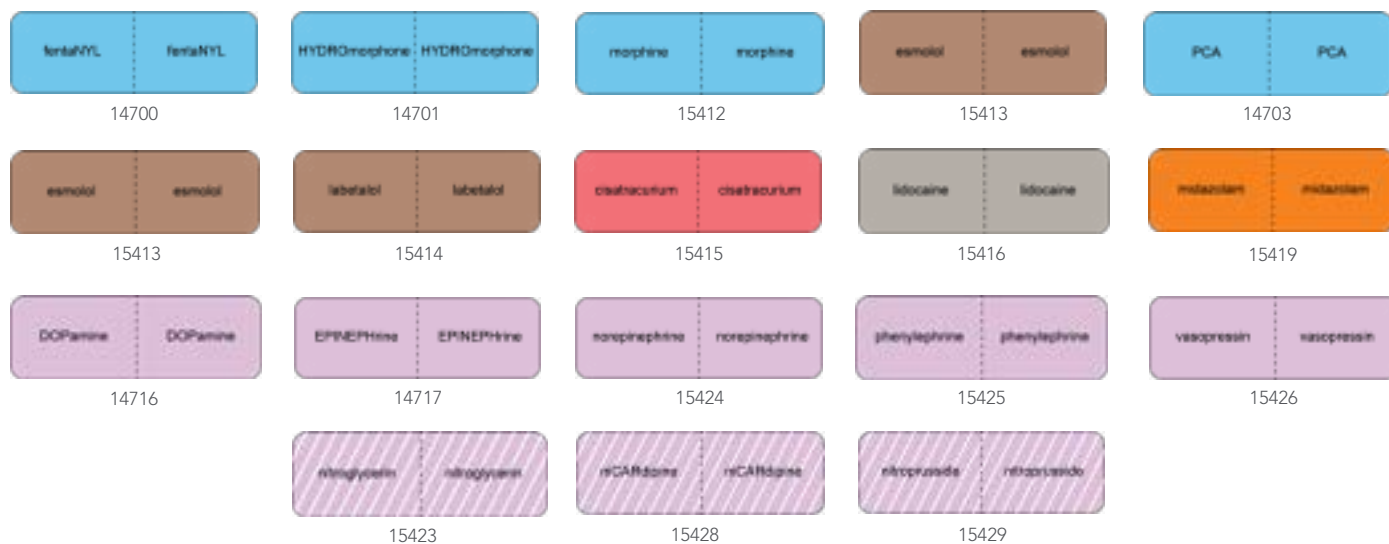 fentaNYL fentaNYL HYDROmorphone HYDROmorphone morphine morphine esmolol esmolol PCA PCA
14700 14701 15412 15413 14703
esmolol esmolol labetalol labetalol cisatracurium cisatracurium lidocaine lidocaine midazolam midazolam
15413 15414 15415 15416 15419
DOPamine DOPamine EPINEPHrine EPINEPHrine norepinephrine norepinephrine phenylephrine phenylephrine vasopressin vasopressin
14716 14717 15424 15425 15426
nitroglycerin nitroglycerin niCARdipine niCARdipine nitroprusside nitroprusside
15423 15428 15429